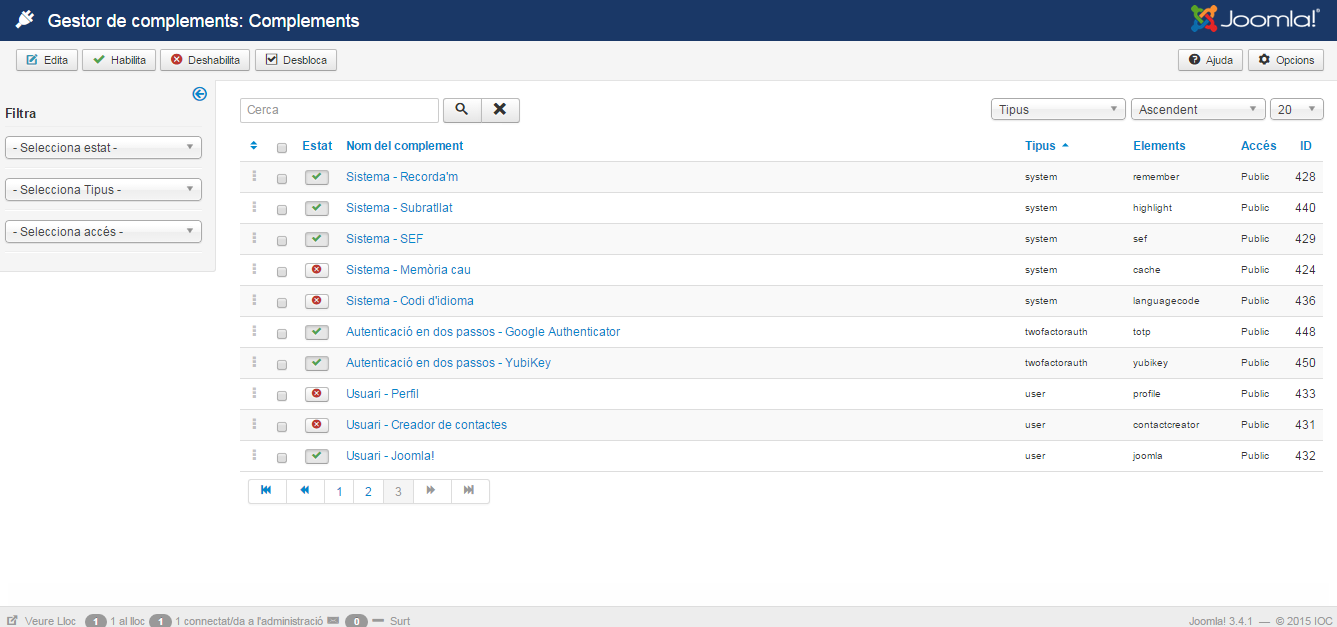 Gestor de complements: Complements
Joomla!®
Edita Habilita Deshabilita Desbloca Ajuda Opcions
Filtra
- Selecciona estat -
- Selecciona Tipus -
- Selecciona accés -
Cerca Tipus Ascendent 20
Estat Nom del complement Tipus Elements Accés ID
Sistema - Recorda'm system remember Public 428
Sistema - Subratllat system highlight Public 440
Sistema - SEF system sef Public 429
Sistema - Memòria cau system cache Public 424
Sistema - Codi d'idioma system languagecode Public 436
Autenticació en dos passos - Google Authenticator twofactorauth totp Public 448
Autenticació en dos passos - YubiKey twofactorauth yubikey Public 450
Usuari - Perfil user profile Public 433
Usuari - Creador de contactes user contactcreator Public 431
Usuari - Joomla! user joomla Public 432
1 2 3
Veure Lloc 1 1 al lloc 1 1 connectat/da a l'administració 0 Surt Joomla! 3.4.1 — © 2015 IOC